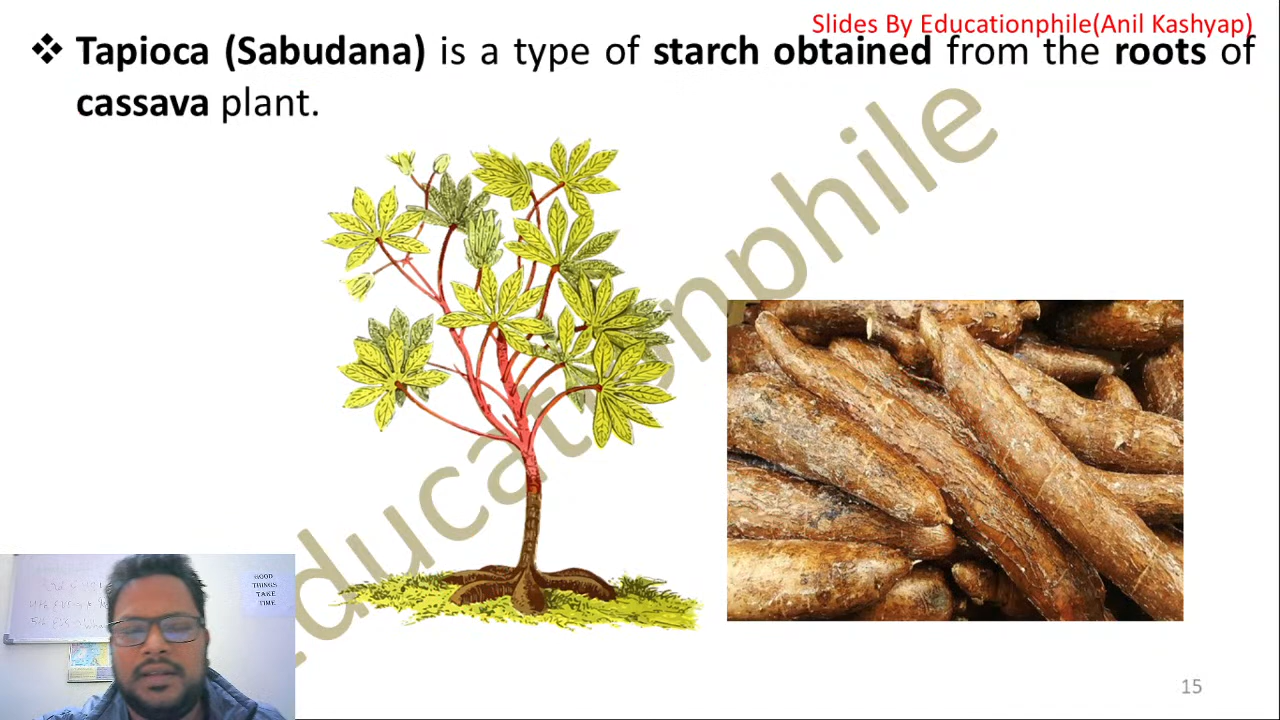 Slides By Educationphile(Anil Kashyap)
❖ Tapioca (Sabudana) is a type of starch obtained from the roots of
cassava plant.
Educationphile
GOOD
THINGS
TAKE
TIME
15